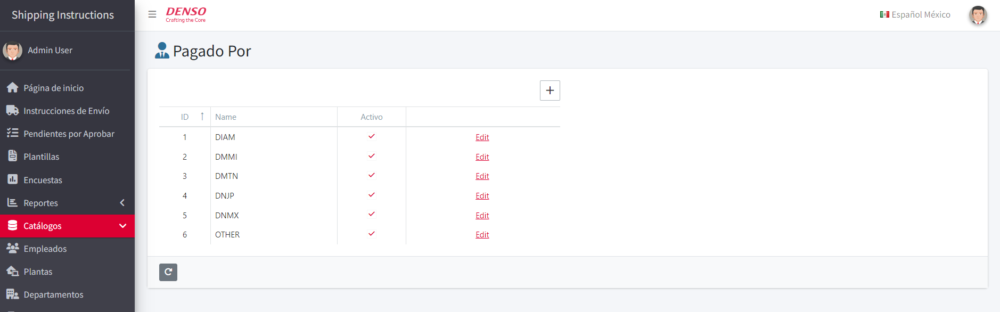 Shipping Instructions
DENSO
Crafting the Core
Español México
Admin User
Pagado Por
Página de inicio
Instrucciones de Envío
Pendientes por Aprobar
Plantillas
Encuestas
Reportes
Catálogos
Empleados
Plantas
Departamentos
ID Name Activo
1 DIAM Edit
2 DMMI Edit
3 DMTN Edit
4 DNJP Edit
5 DNMX Edit
6 OTHER Edit